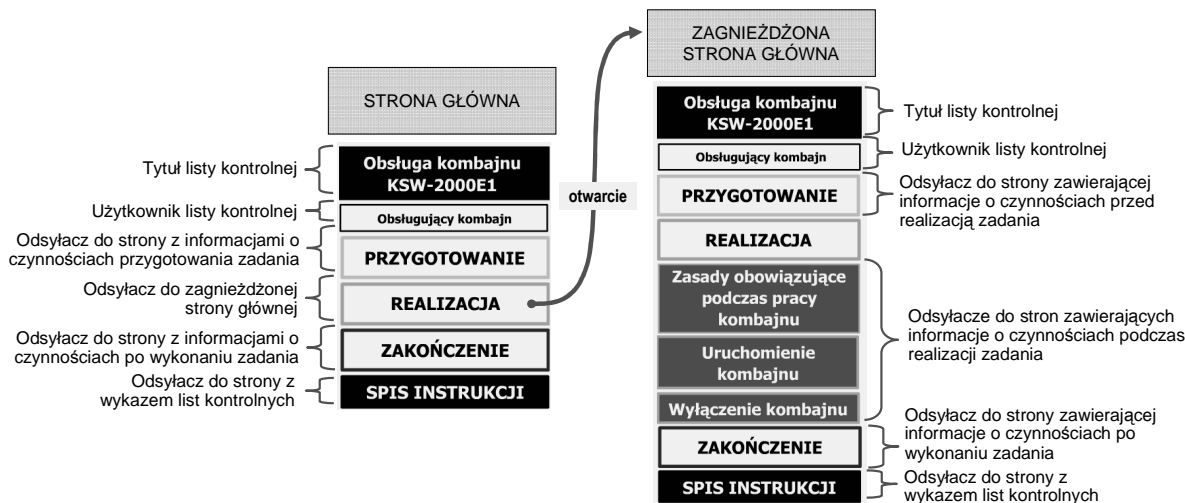 STRONA GŁÓWNA
Tytuł listy kontrolnej
Obsługa kombajnu
KSW-2000E1
Użytkownik listy kontrolnej
Obsługujący kombajn
Odsyłacz do strony z informacjami o
czynnościach przygotowania zadania
PRZYGOTOWANIE
Odsyłacz do zagnieżdżonej
strony głównej
REALIZACJA
Odsyłacz do strony z informacjami o
czynnościach po wykonaniu zadania
ZAKOŃCZENIE
Odsyłacz do strony z
wykazem list kontrolnych
SPIS INSTRUKCJI
otwarcie
ZAGNIEŻDŻONA
STRONA GŁÓWNA
Obsługa kombajnu
KSW-2000E1
Tytuł listy kontrolnej
Obsługujący kombajn
Użytkownik listy kontrolnej
PRZYGOTOWANIE
Odsyłacz do strony zawierającej
informacje o czynnościach przed
realizacją zadania
REALIZACJA
Zasady obowiązujące
podczas pracy
kombajnu
Uruchomienie
kombajnu
Wyłączenie kombajnu
Odsyłacze do stron zawierających
informacje o czynnościach podczas
realizacji zadania
ZAKOŃCZENIE
Odsyłacz do strony zawierającej
informacje o czynnościach po
wykonaniu zadania
SPIS INSTRUKCJI
Odsyłacz do strony z
wykazem list kontrolnych